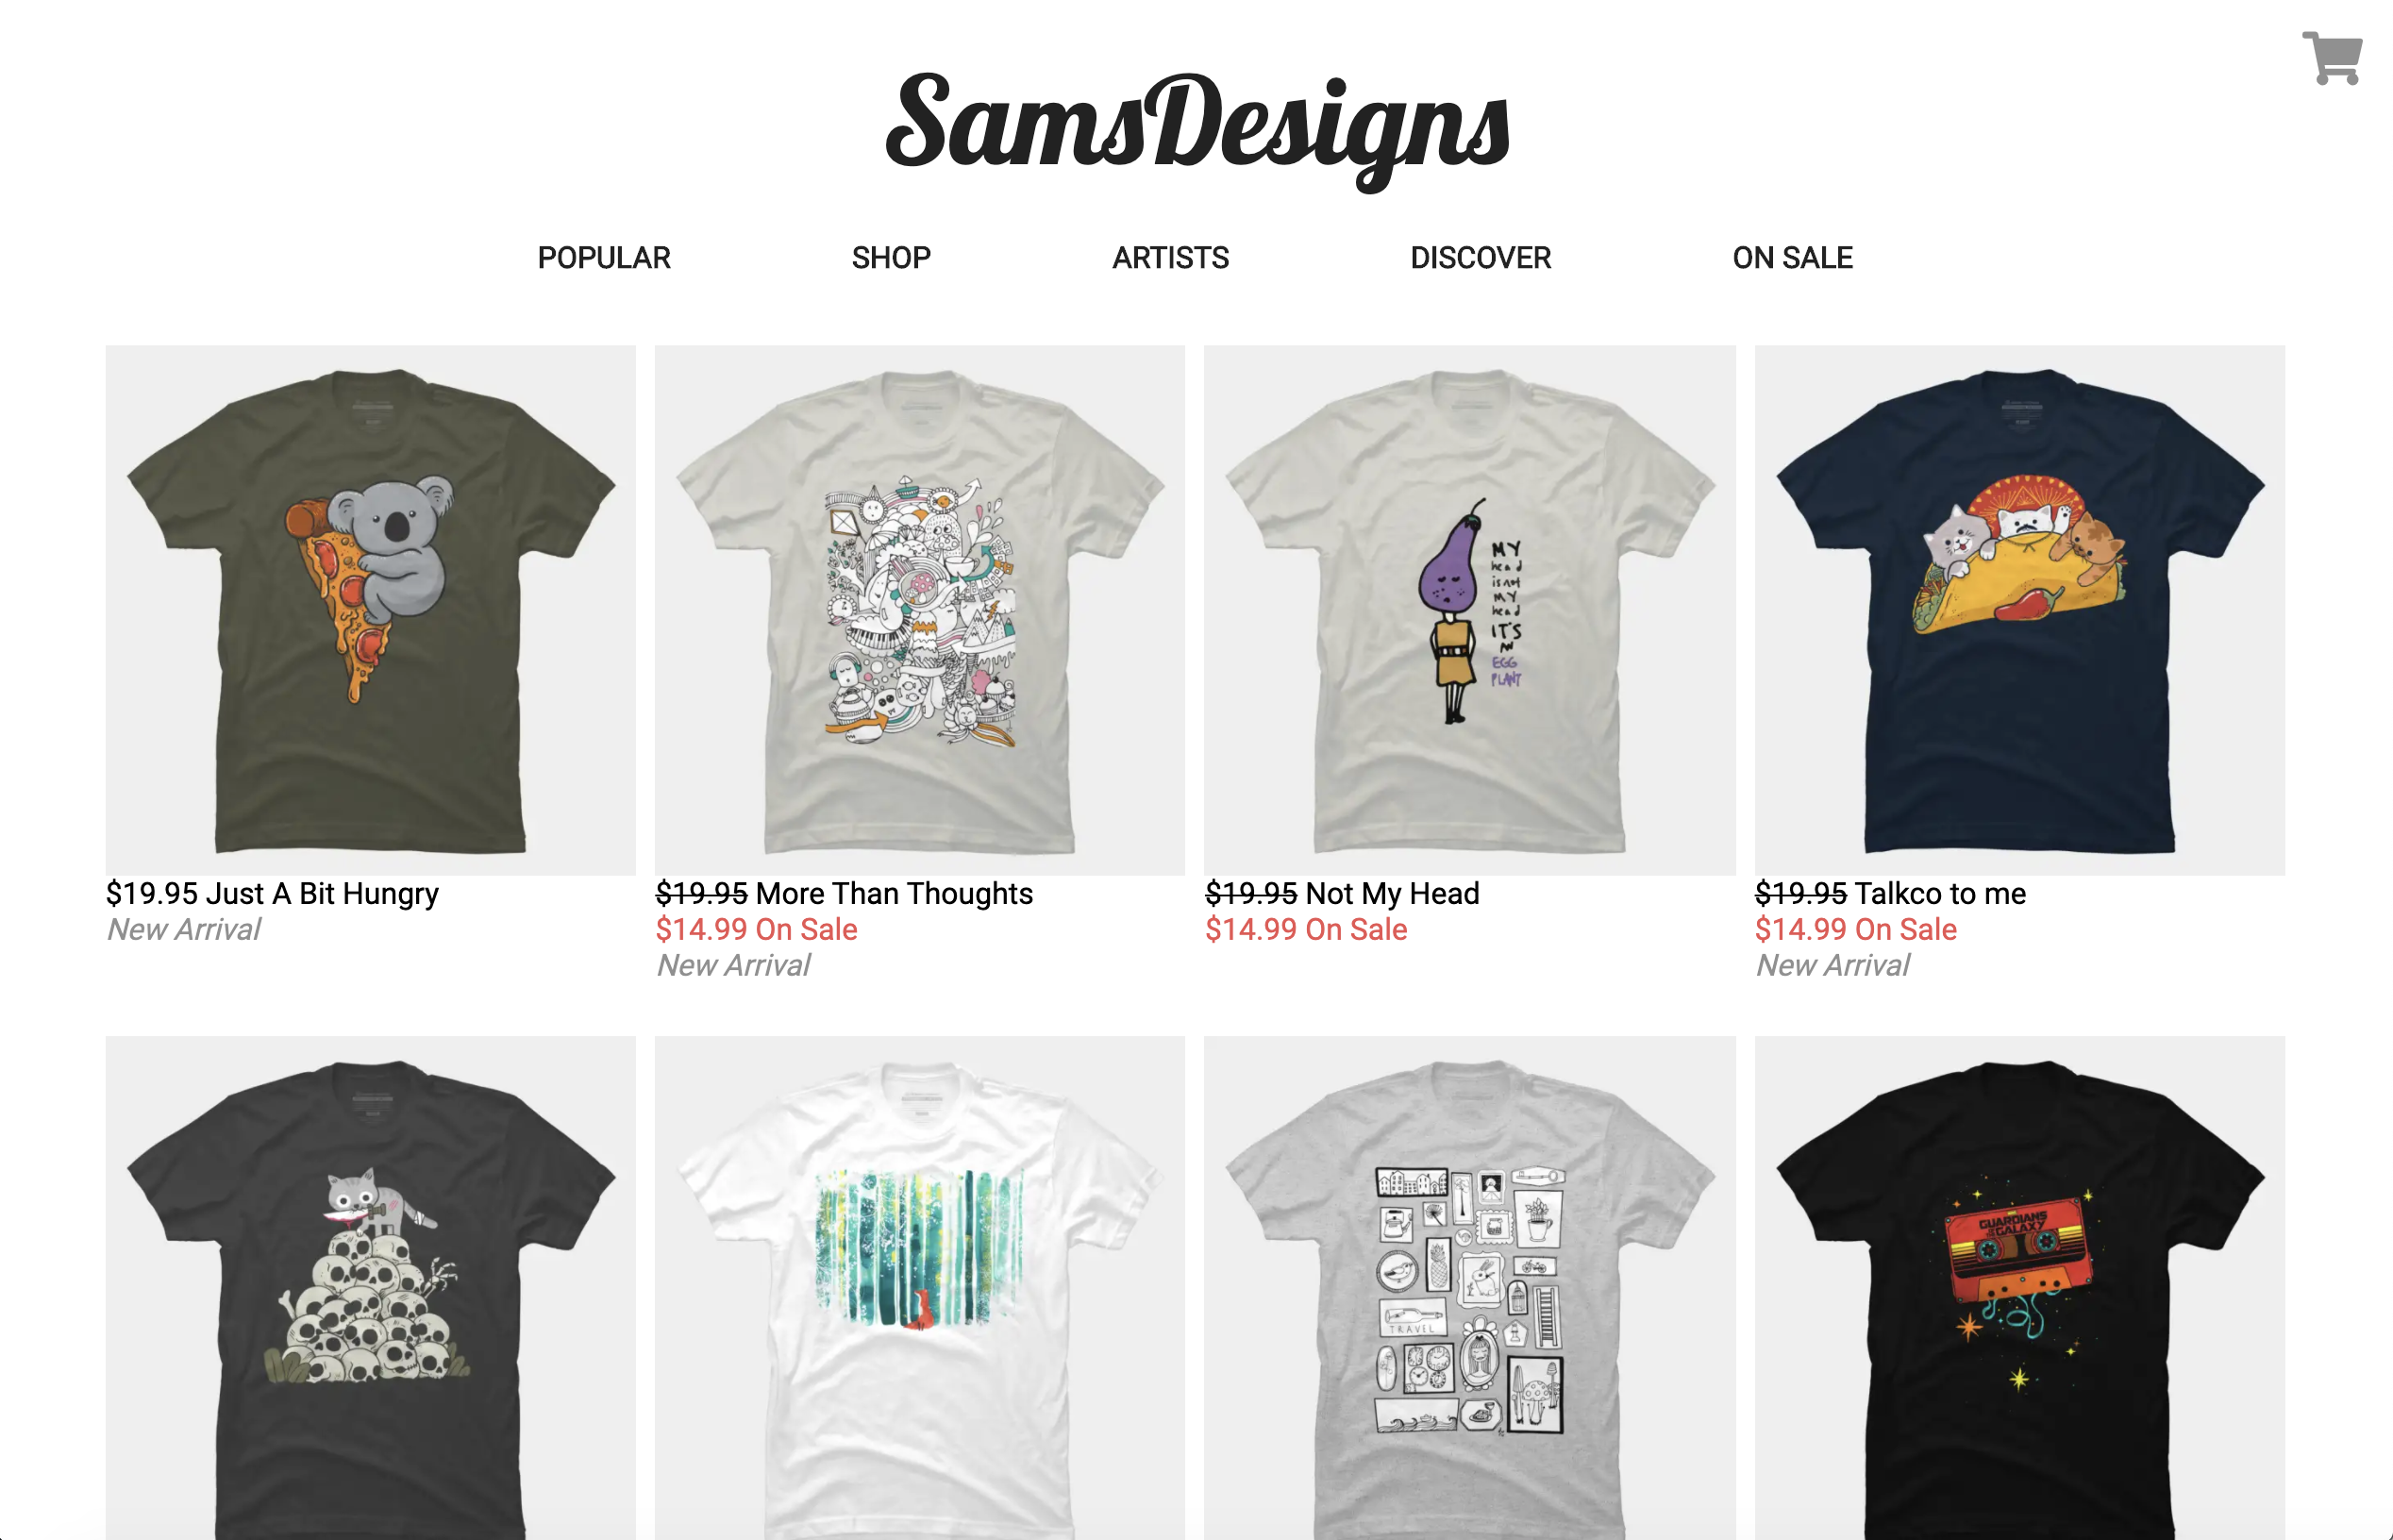 SamsDesigns
POPULAR SHOP ARTISTS DISCOVER ON SALE
MY
head
is not
MY
head
IT'S
AN
EGG
PLANT
$19.95 Just A Bit Hungry
New Arrival
$19.95 More Than Thoughts
$14.99 On Sale
New Arrival
$19.95 Not My Head
$14.99 On Sale
$19.95 Talkco to me
$14.99 On Sale
New Arrival
TRAVEL
GUARDIANS
OF THE GALAXY